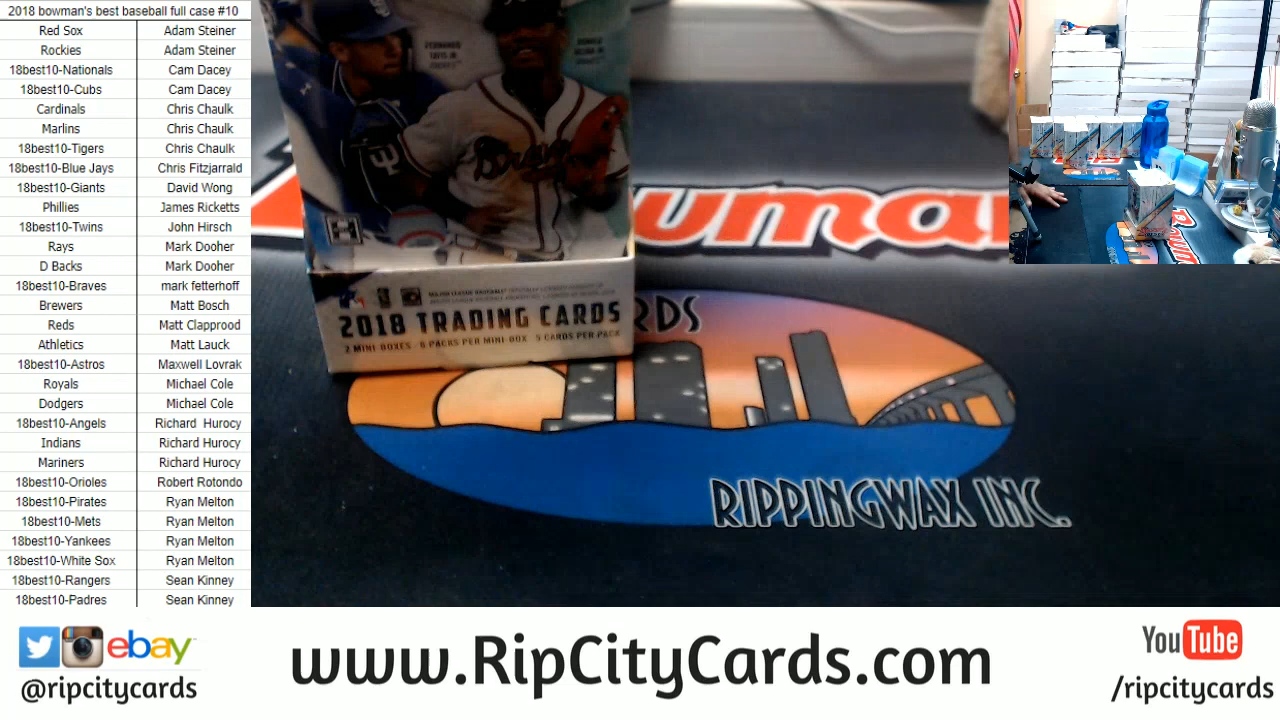 2018 bowman's best baseball full case #10
Red Sox Adam Steiner
Rockies Adam Steiner
18best10-Nationals Cam Dacey
18best10-Cubs Cam Dacey
Cardinals Chris Chaulk
Marlins Chris Chaulk
18best10-Tigers Chris Chaulk
18best10-Blue Jays Chris Fitzjarrald
18best10-Giants David Wong
Phillies James Ricketts
18best10-Twins John Hirsch
Rays Mark Dooher
D Backs Mark Dooher
18best10-Braves mark fetterhoff
Brewers Matt Bosch
Reds Matt Clapprood
Athletics Matt Lauck
18best10-Astros Maxwell Lovrak
Royals Michael Cole
Dodgers Michael Cole
18best10-Angels Richard Hurocy
Indians Richard Hurocy
Mariners Richard Hurocy
18best10-Orioles Robert Rotondo
18best10-Pirates Ryan Melton
18best10-Mets Ryan Melton
18best10-Yankees Ryan Melton
18best10-White Sox Ryan Melton
18best10-Rangers Sean Kinney
18best10-Padres Sean Kinney
2018 TRADING CARDS
2 MINI-BOXES - 6 PACKS PER MINI-BOX - 5 CARDS PER PACK
RDS
RIPPINGWAX INC.
ebay
@ripcitycards
www.RipCityCards.com
YouTube
/ripcitycards